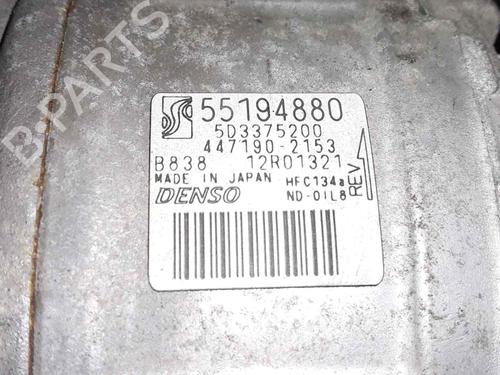 B-PARTS
55194880
5D3375200
447190-2153
B838 12R01321
MADE IN JAPAN HFC134a
DENSO ND-OIL8
REV